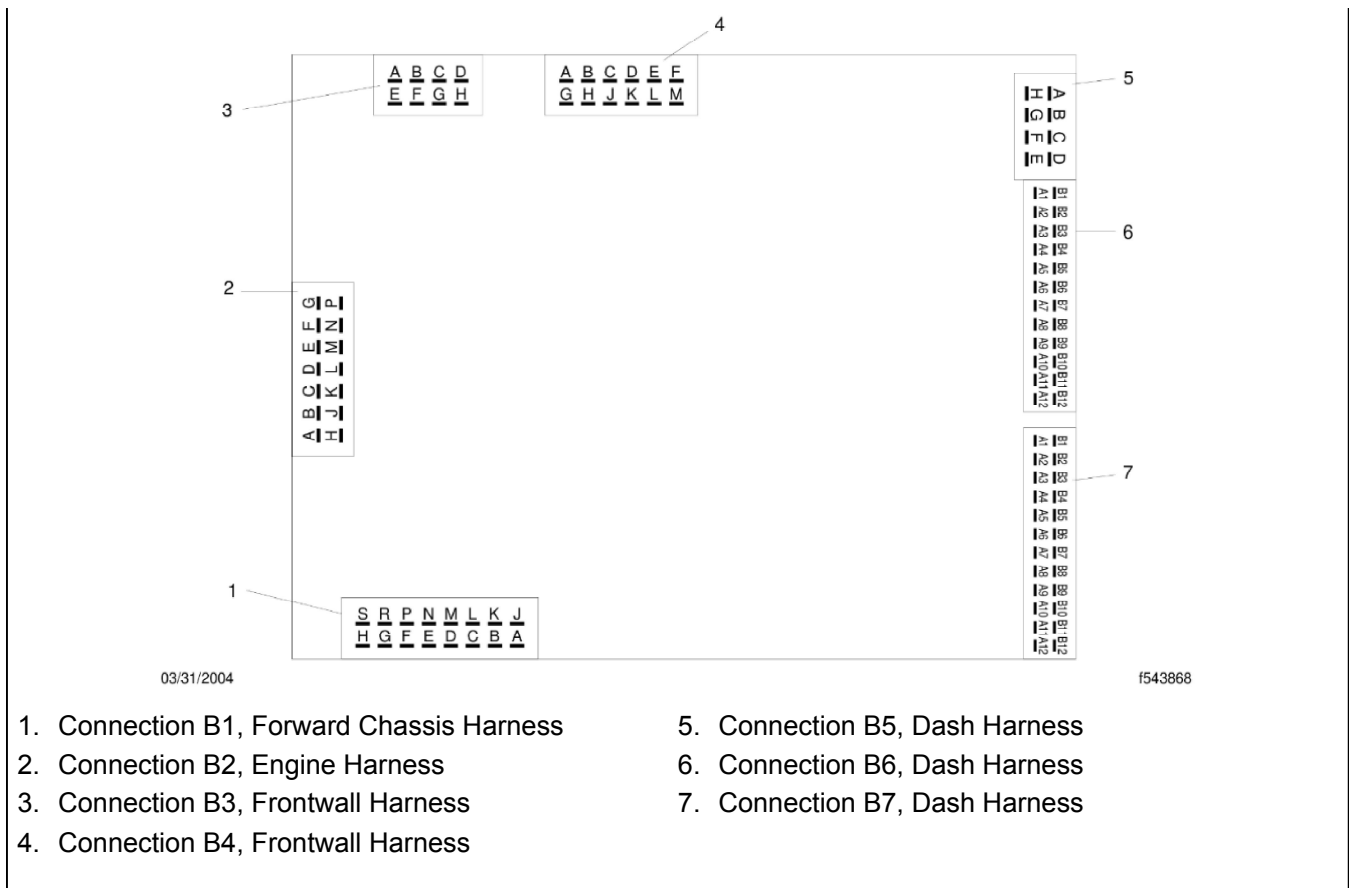 4
A B C D
E F G H
3
A B C D E F
G H J K L M
5
H A
G B
F C
E D
6
A1 B1
A2 B2
A3 B3
A4 B4
A5 B5
A6 B6
A7 B7
A8 B8
A9 B9
A10 B10
A11 B11
A12 B12
2
G P
F N
E M
D L
C K
B J
A H
7
A1 B1
A2 B2
A3 B3
A4 B4
A5 B5
A6 B6
A7 B7
A8 B8
A9 B9
A10 B10
A11 B11
A12 B12
1
S R P N M L K J
H G F E D C B A
03/31/2004
f543868
1. Connection B1, Forward Chassis Harness
2. Connection B2, Engine Harness
3. Connection B3, Frontwall Harness
4. Connection B4, Frontwall Harness
5. Connection B5, Dash Harness
6. Connection B6, Dash Harness
7. Connection B7, Dash Harness